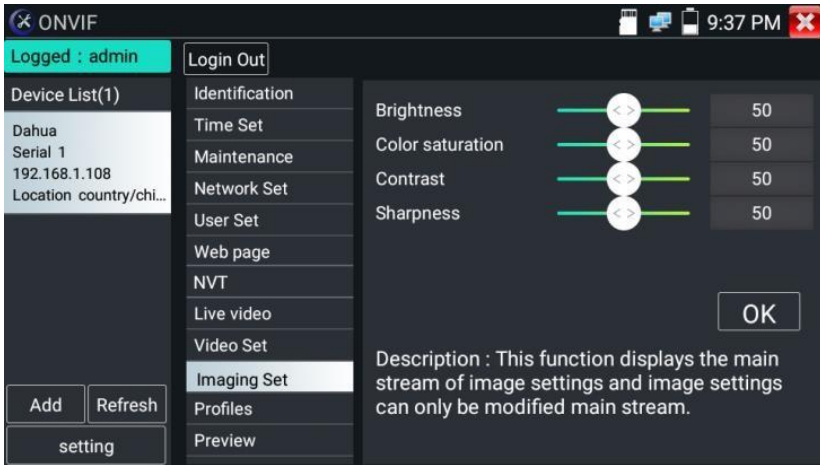 ONVIF
9:37 PM
Logged : admin
Login Out
Device List(1)
Dahua
Serial 1
192.168.1.108
Location country/chi...
Add
Refresh
setting
Identification
Time Set
Maintenance
Network Set
User Set
Web page
NVT
Live video
Video Set
Imaging Set
Profiles
Preview
Brightness 50
Color saturation 50
Contrast 50
Sharpness 50
OK
Description : This function displays the main
stream of image settings and image settings
can only be modified main stream.